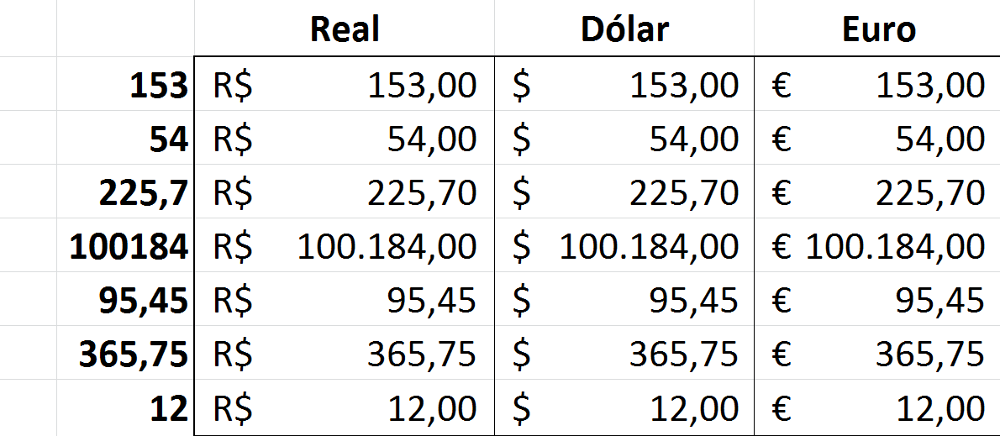 Real Dólar Euro
153 R$ 153,00 $ 153,00 € 153,00
54 R$ 54,00 $ 54,00 € 54,00
225,7 R$ 225,70 $ 225,70 € 225,70
100184 R$ 100.184,00 $ 100.184,00 € 100.184,00
95,45 R$ 95,45 $ 95,45 € 95,45
365,75 R$ 365,75 $ 365,75 € 365,75
12 R$ 12,00 $ 12,00 € 12,00